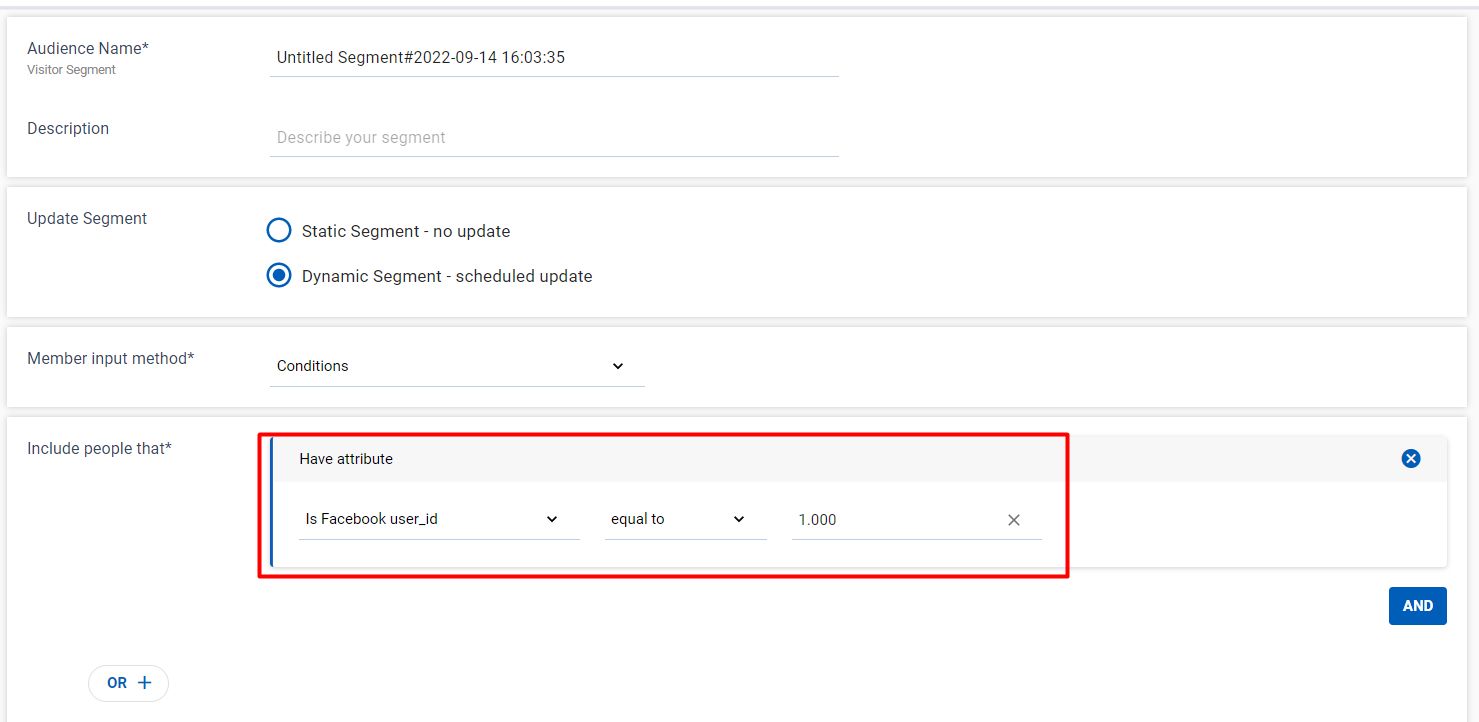 Audience Name*
Untitled Segment#2022-09-14 16:03:35
Visitor Segment
Description
Describe your segment
Update Segment
Static Segment - no update
Dynamic Segment - scheduled update
Member input method*
Conditions
Include people that*
Have attribute
Is Facebook user_id equal to 1.000
AND
OR +